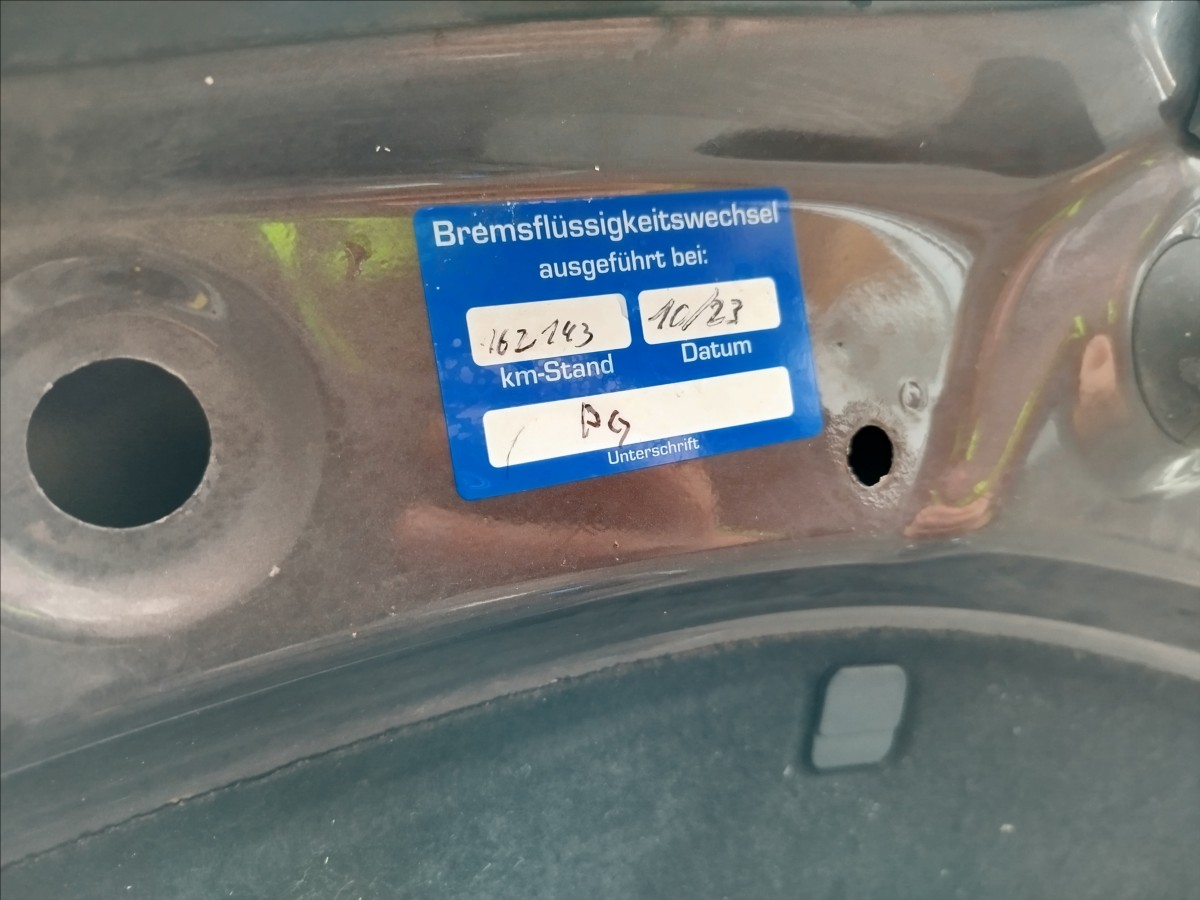 Bremsflüssigkeitswechsel
ausgeführt bei:
162143 10/23
km-Stand Datum
Pg
Unterschrift